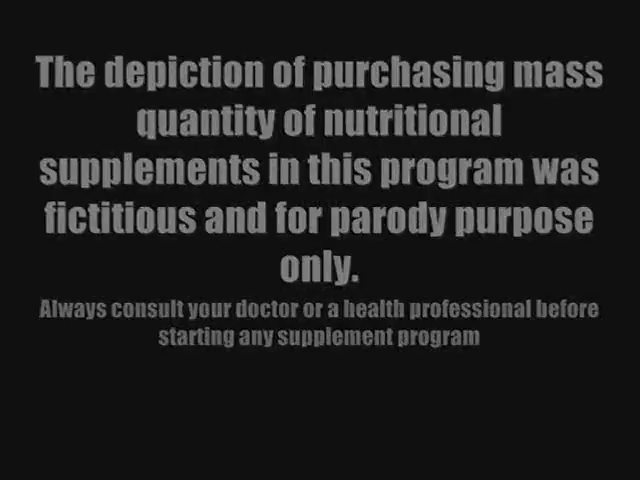 The depiction of purchasing mass
quantity of nutritional
supplements in this program was
fictitious and for parody purpose
only.
Always consult your doctor or a health professional before
starting any supplement program